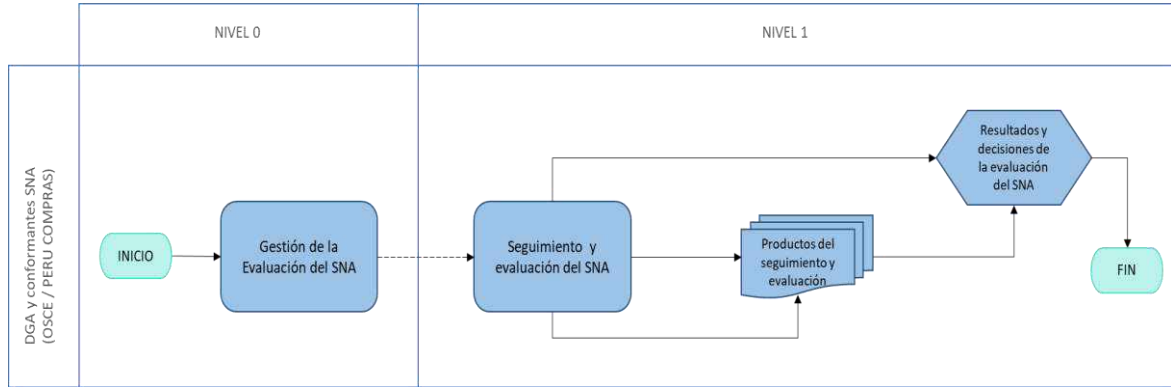 NIVEL 0
NIVEL 1
DGA y conformantes SNA
(OSCE / PERU COMPRAS)
INICIO
Gestión de la
Evaluación del SNA
Seguimiento y
evaluación del SNA
Productos del
seguimiento y
evaluación
Resultados y
decisiones de
la evaluación
del SNA
FIN